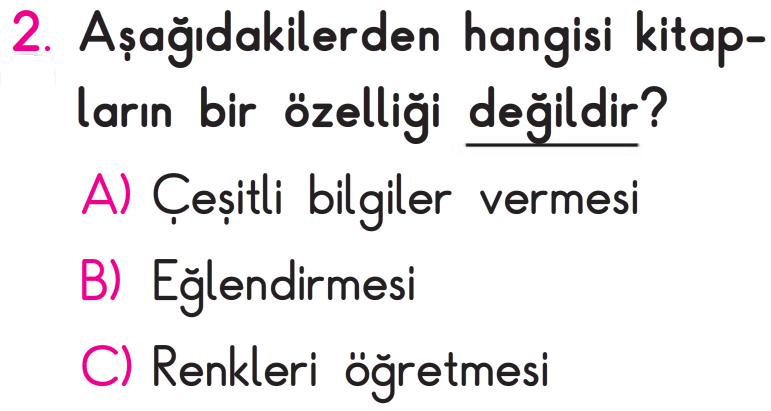 2. Aşağıdakilerden hangisi kitap-
ların bir özelliği değildir?
A) Çeşitli bilgiler vermesi
B) Eğlendirmesi
C) Renkleri öğretmesi